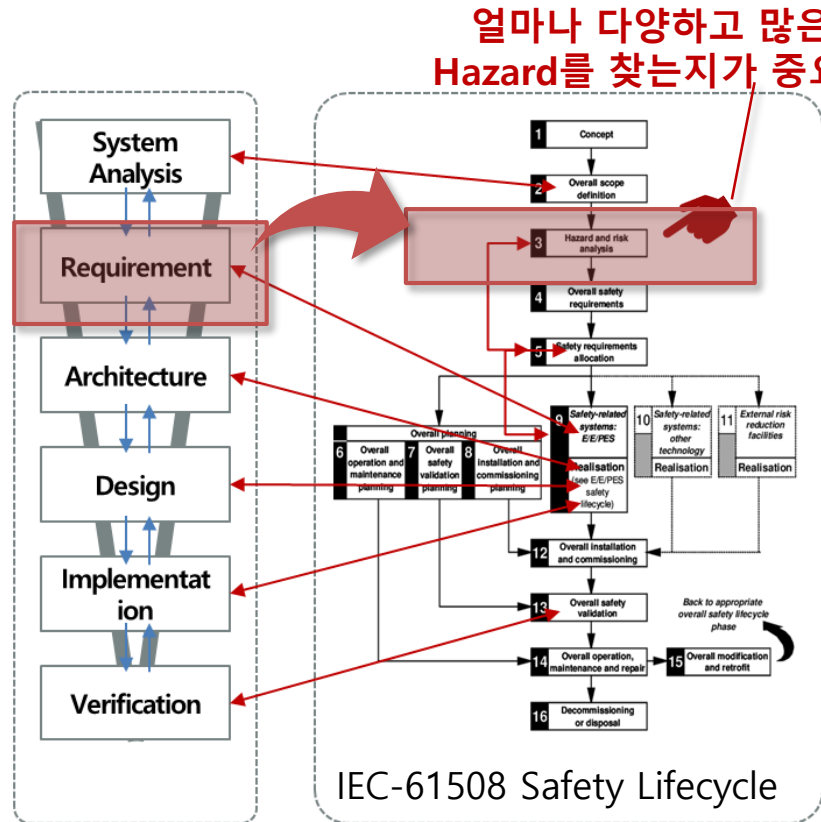 얼마나 다양하고 많은
Hazard를 찾는지가 중요
System
Analysis
Requirement
Architecture
Design
Implementat
ion
Verification
1 Concept
2 Overall scope
definition
3 Hazard and risk
analysis
4 Overall safety
requirements
5 Safety requirements
allocation
Overall planning
6 Overall
operation and
maintenance
planning
7 Overall
safety
validation
planning
8 Overall
installation and
commissioning
planning
9 Safety-related
systems:
E/E/PES
Realisation
(see E/E/PES
safety
lifecycle)
10 Safety-related
systems:
other
technology
Realisation
11 External risk
reduction
facilities
Realisation
12 Overall installation
and commissioning
13 Overall safety
validation
Back to appropriate
overall safety lifecycle
phase
14 Overall operation,
maintenance and repair
15 Overall modification
and retrofit
16 Decommissioning
or disposal
IEC-61508 Safety Lifecycle